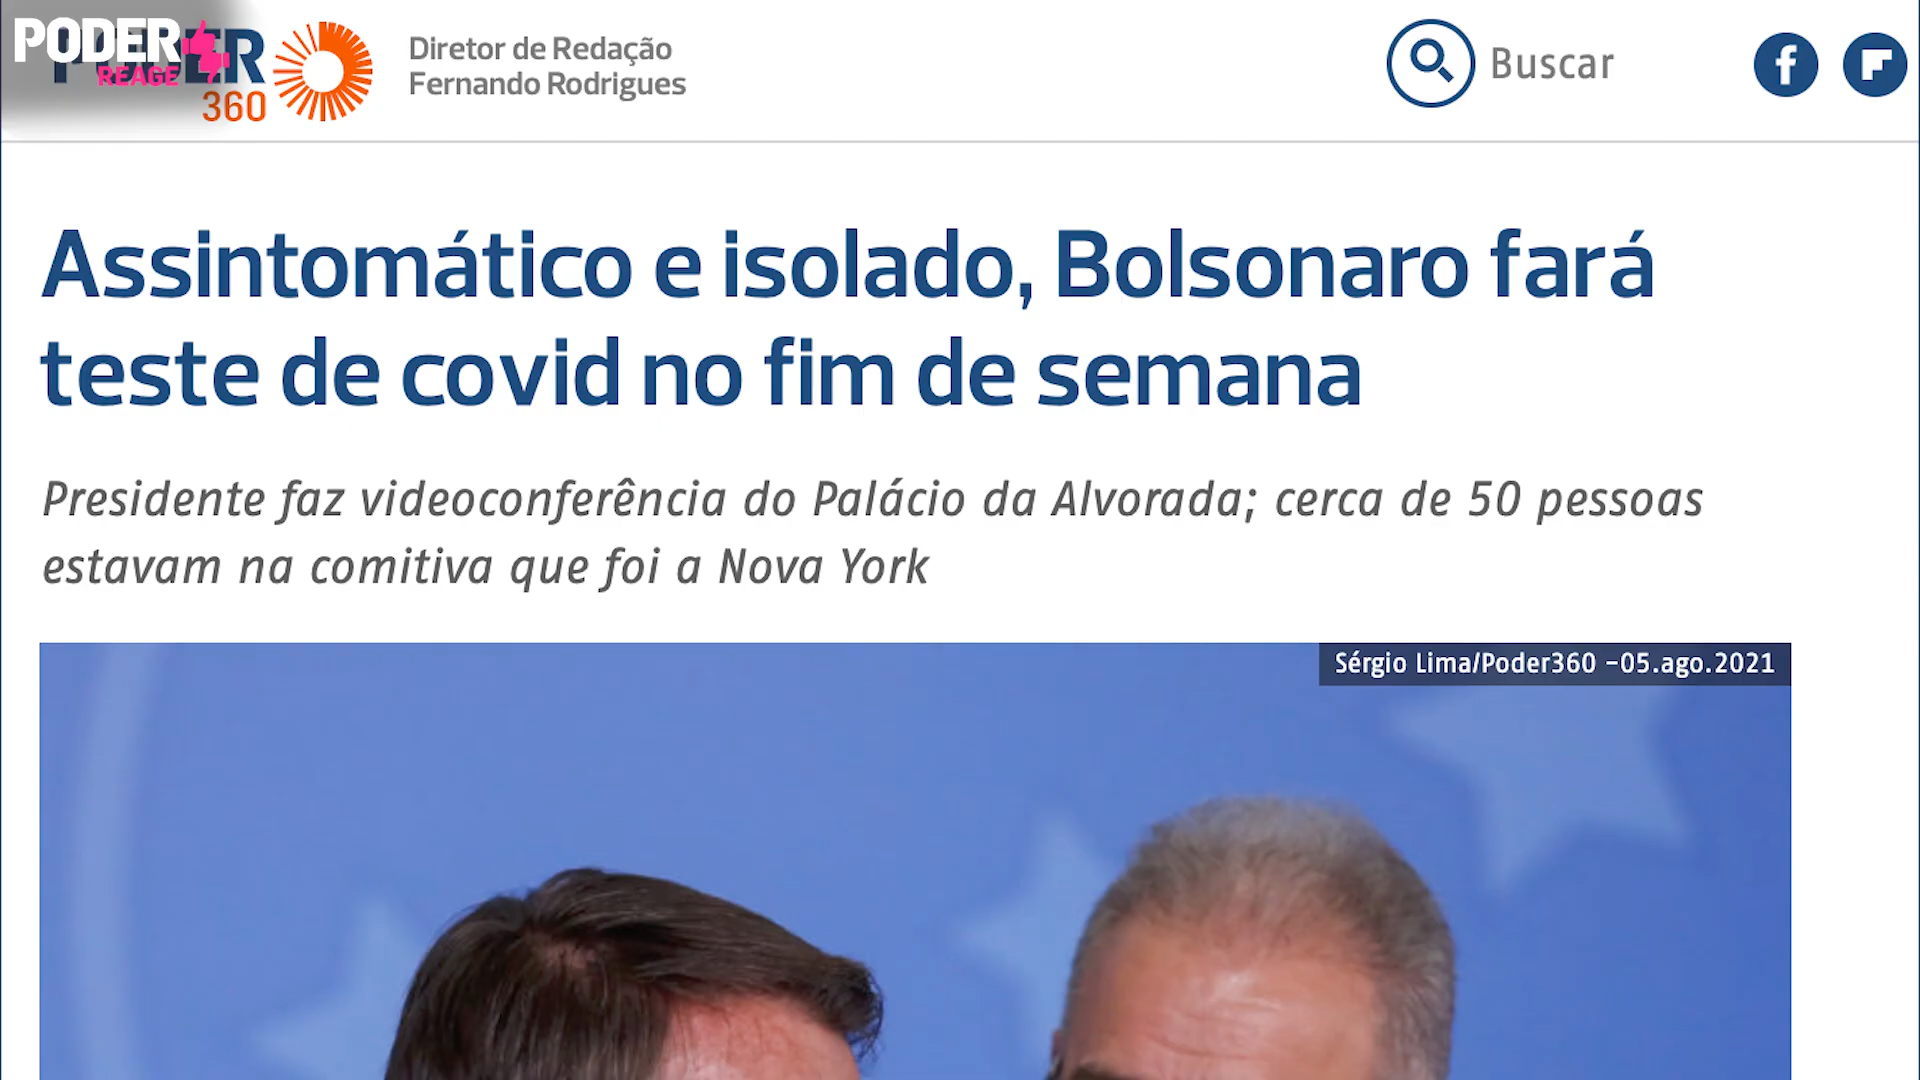 PODER
REAGE
360
Diretor de Redação
Fernando Rodrigues
Buscar
Assintomático e isolado, Bolsonaro fará
teste de covid no fim de semana
Presidente faz videoconferência do Palácio da Alvorada; cerca de 50 pessoas
estavam na comitiva que foi a Nova York
Sérgio Lima/Poder360 –05.ago.2021